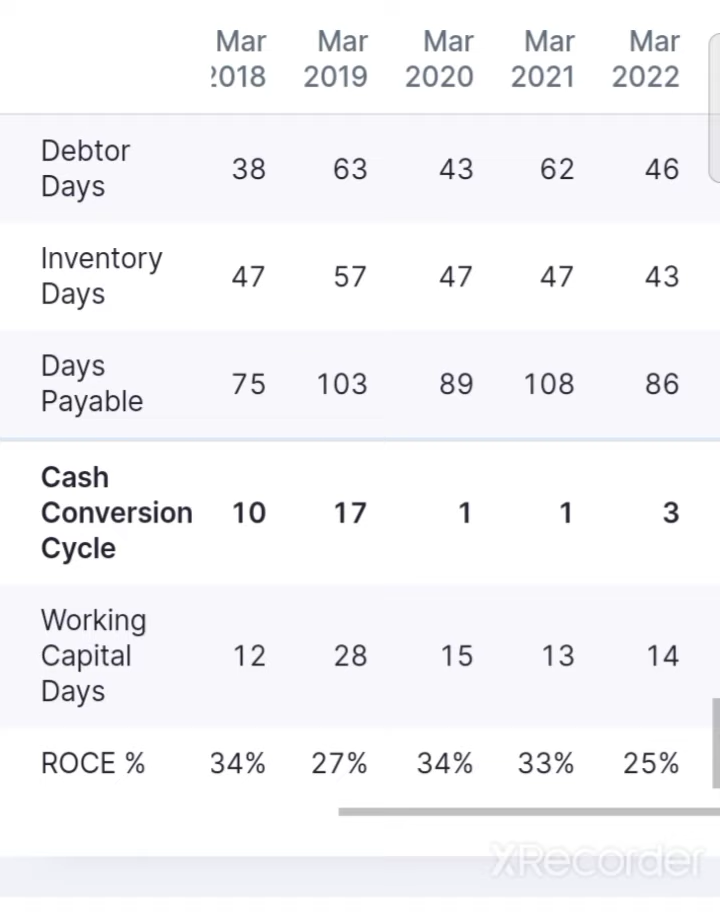 Mar Mar Mar Mar Mar
2018 2019 2020 2021 2022
Debtor
Days 38 63 43 62 46
Inventory
Days 47 57 47 47 43
Days
Payable 75 103 89 108 86
Cash
Conversion 10 17 1 1 3
Cycle
Working
Capital 12 28 15 13 14
Days
ROCE % 34% 27% 34% 33% 25%
XRecorder